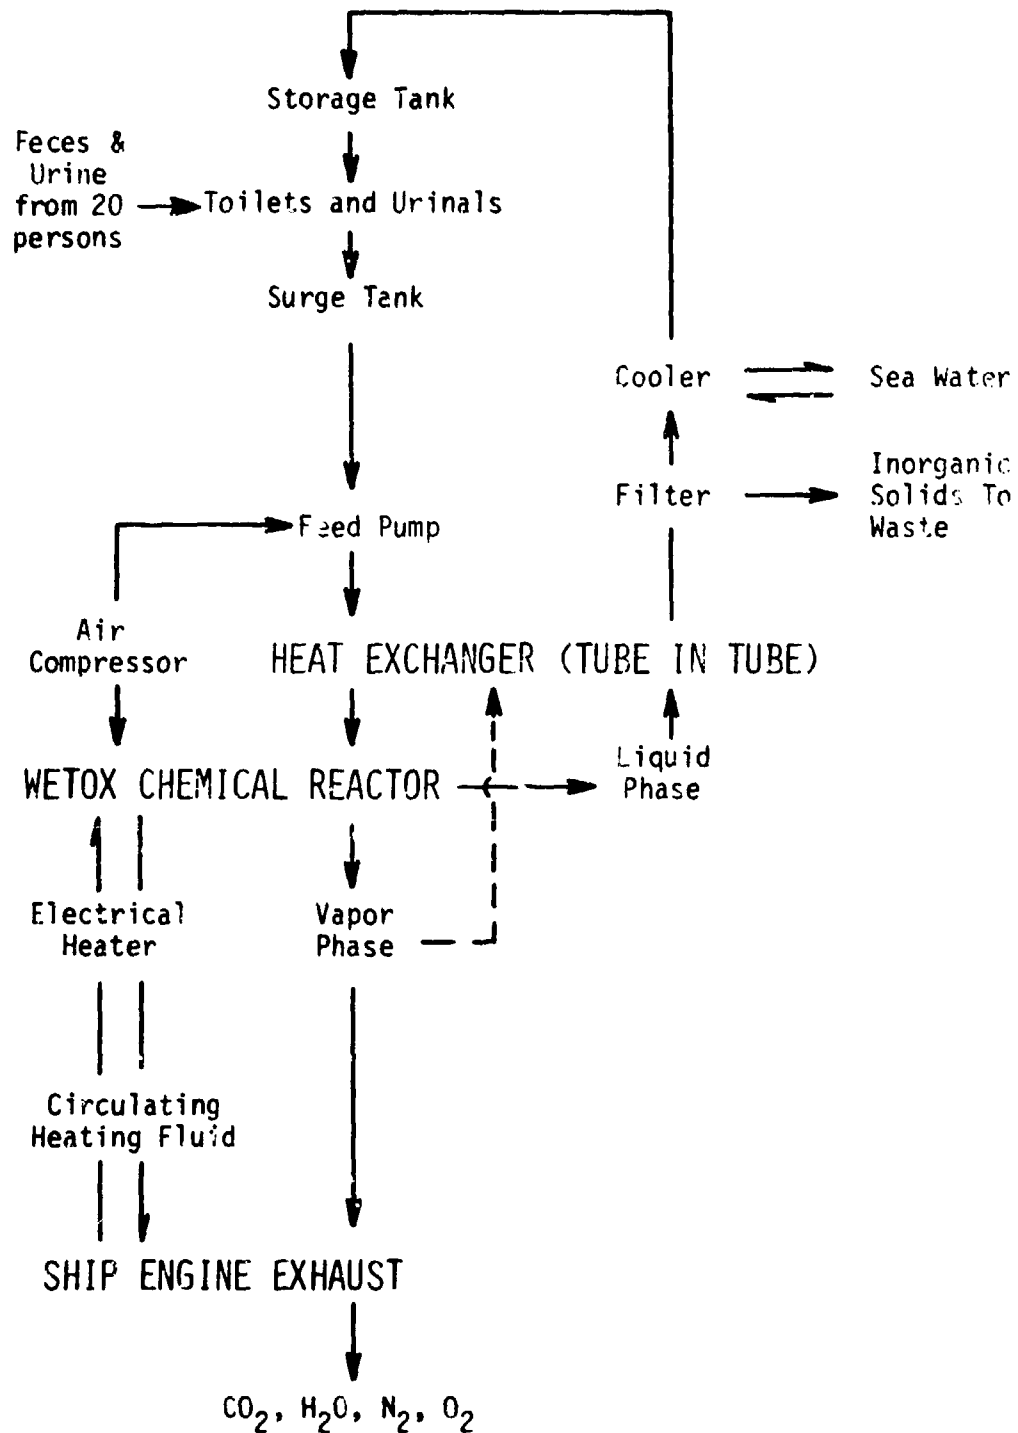 Storage Tank
Feces &
Urine
from 20
persons
Toilets and Urinals
Surge Tank
Cooler
Sea Water
Filter
Inorganic
Solids To
Waste
Feed Pump
Air
Compressor
HEAT EXCHANGER (TUBE IN TUBE)
Liquid
Phase
WETOX CHEMICAL REACTOR
Electrical
Heater
Vapor
Phase
Circulating
Heating Fluid
SHIP ENGINE EXHAUST
CO₂, H₂O, N₂, O₂